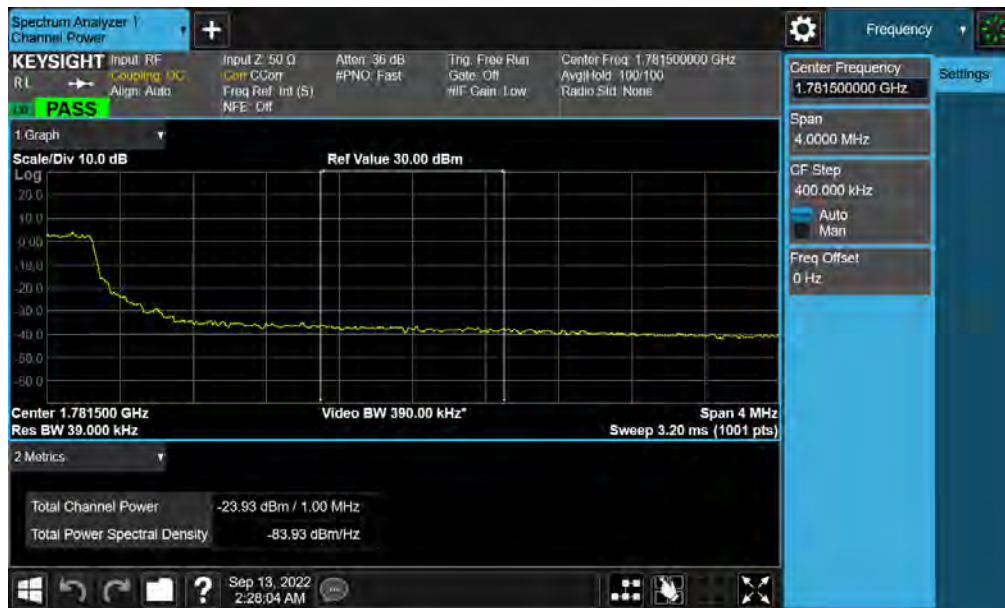 Spectrum Analyzer 1
Channel Power
Frequency
KEYSIGHT Input: RF
Coupling: DC
Align: Auto
Input Z: 50 Ω
Corr CCorr
Freq Ref: Int (S)
NFE: Off
Atten: 36 dB
#PNO: Fast
Trig: Free Run
Gate: Off
#IF Gain: Low
Center Freq: 1.781500000 GHz
Avg|Hold: 100/100
Radio Std: None
R L
PASS
Center Frequency
1.781500000 GHz
Settings
Span
4.0000 MHz
CF Step
400.000 kHz
Auto
Man
Freq Offset
0 Hz
1 Graph
Scale/Div 10.0 dB
Ref Value 30.00 dBm
Log
20.0
10.0
0.00
-10.0
-20.0
-30.0
-40.0
-50.0
-60.0
Center 1.781500 GHz
Video BW 390.00 kHz*
Span 4 MHz
Res BW 39.000 kHz
Sweep 3.20 ms (1001 pts)
2 Metrics
Total Channel Power
-23.93 dBm / 1.00 MHz
Total Power Spectral Density
-83.93 dBm/Hz
?
Sep 13, 2022
2:28:04 AM